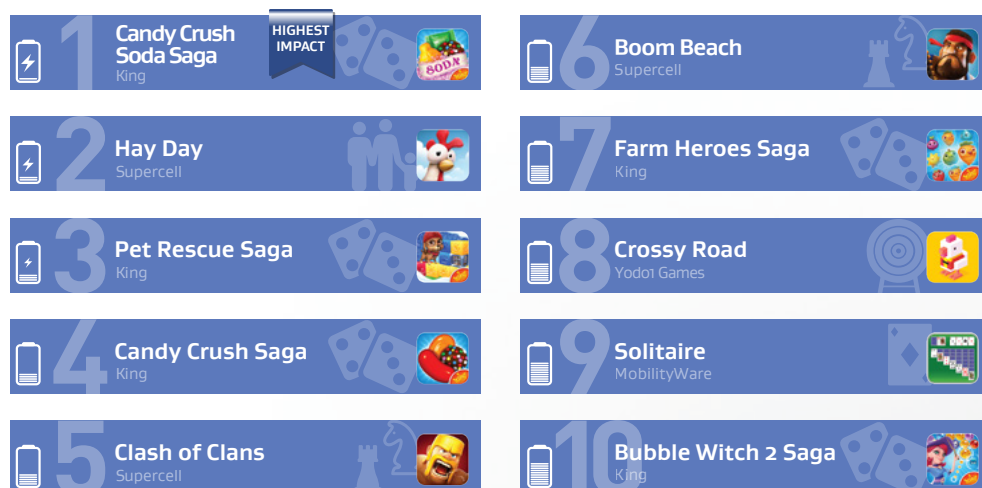 1
Candy Crush
Soda Saga
King
HIGHEST
IMPACT
SODA
2
Hay Day
Supercell
3
Pet Rescue Saga
King
4
Candy Crush Saga
King
5
Clash of Clans
Supercell
6
Boom Beach
Supercell
7
Farm Heroes Saga
King
8
Crossy Road
Yodo1 Games
9
Solitaire
MobilityWare
10
Bubble Witch 2 Saga
King